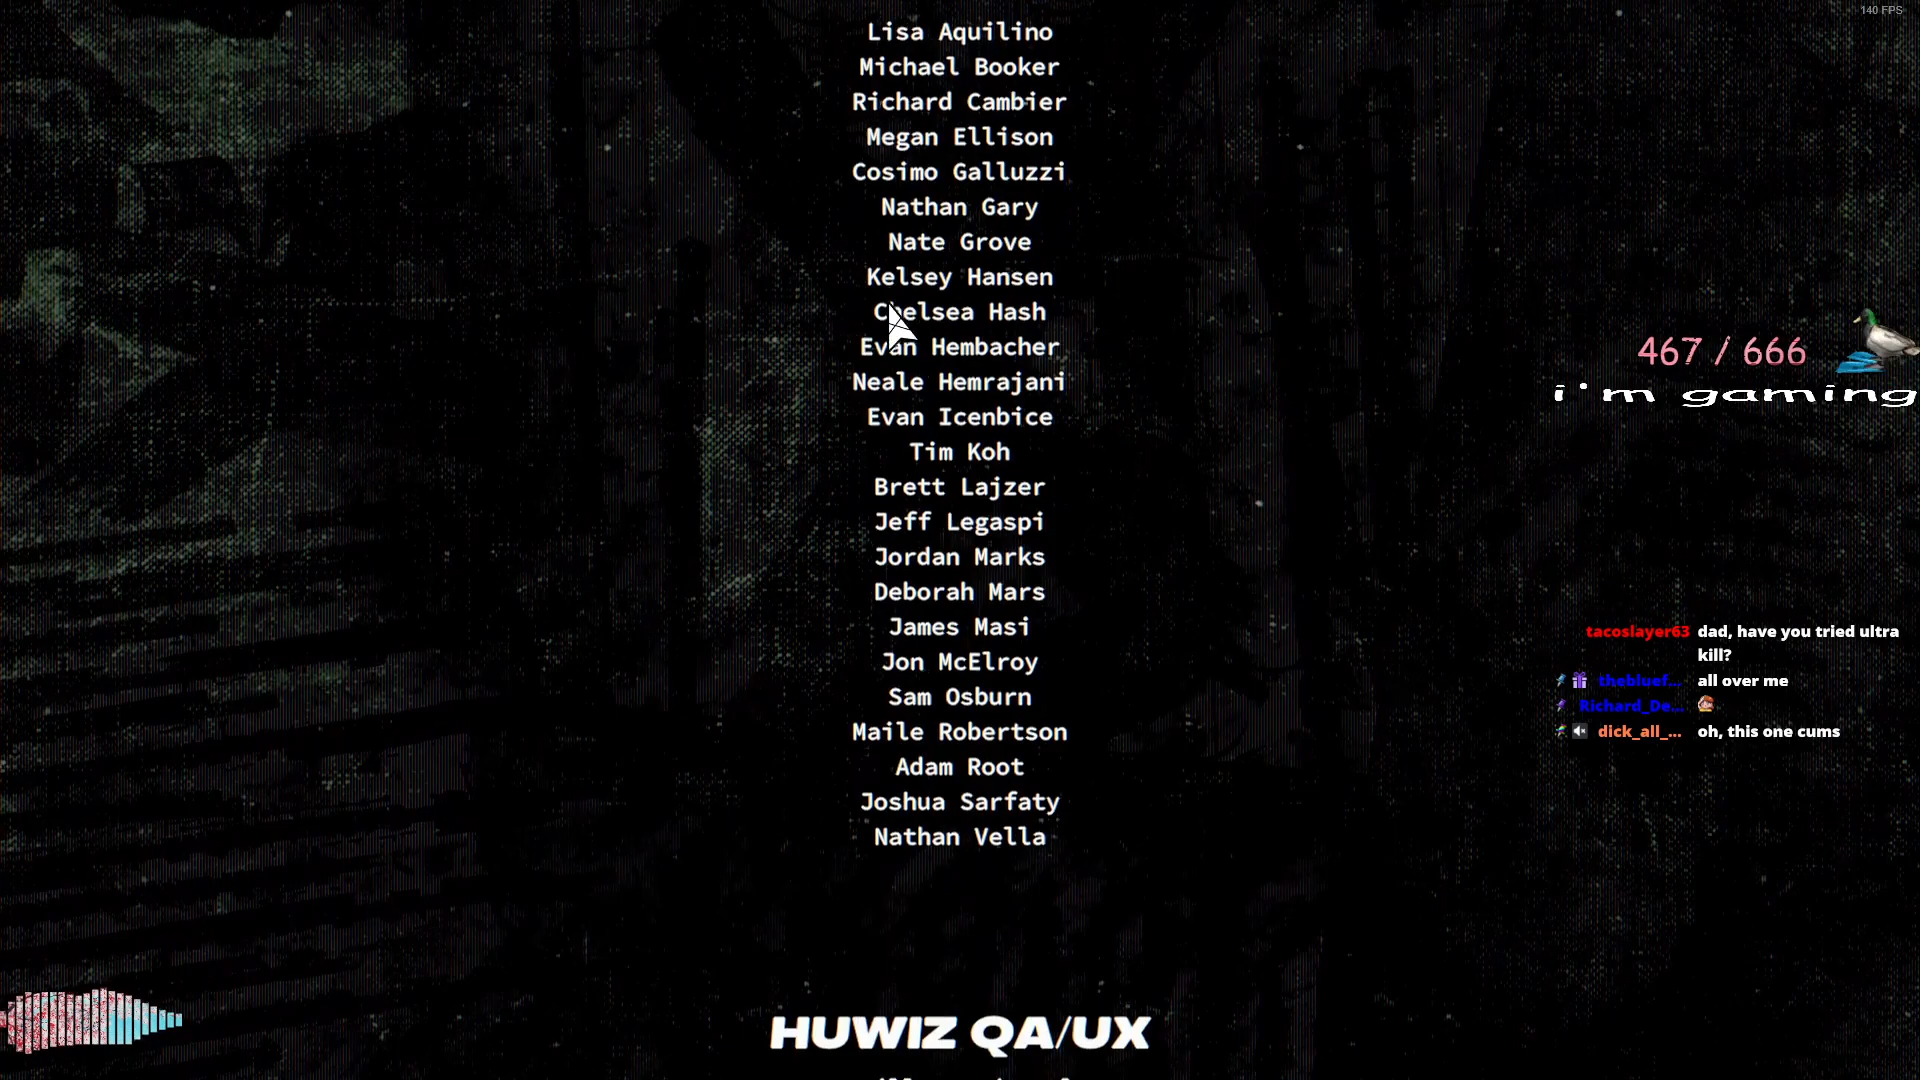 140 FPS
Lisa Aquilino
Michael Booker
Richard Cambier
Megan Ellison
Cosimo Galluzzi
Nathan Gary
Nate Grove
Kelsey Hansen
Chelsea Hash
Evan Hembacher
Neale Hemrajani
Evan Icenbice
Tim Koh
Brett Lajzer
Jeff Legaspi
Jordan Marks
Deborah Mars
James Masi
Jon McElroy
Sam Osburn
Maile Robertson
Adam Root
Joshua Sarfaty
Nathan Vella
HUWIZ QA/UX
467 / 666
i'm gaming
tacoslayer63 dad, have you tried ultra
kill?
thebluef... all over me
Richard_De...
dick_all_... oh, this one cums